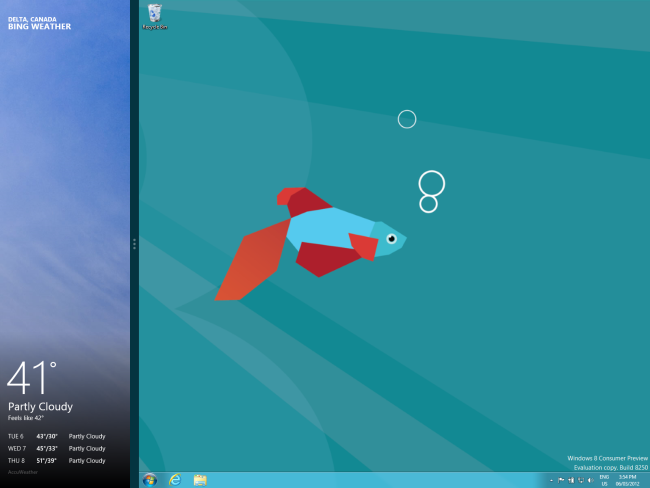 DELTA, CANADA
BING WEATHER
Recycle Bin
41°
Partly Cloudy
Feels like 42°
TUE 6 43°/30° Partly Cloudy
WED 7 45°/33° Partly Cloudy
THU 8 51°/39° Partly Cloudy
AccuWeather
Windows 8 Consumer Preview
Evaluation copy. Build 8250
ENG 3:54 PM
US 06/03/2012